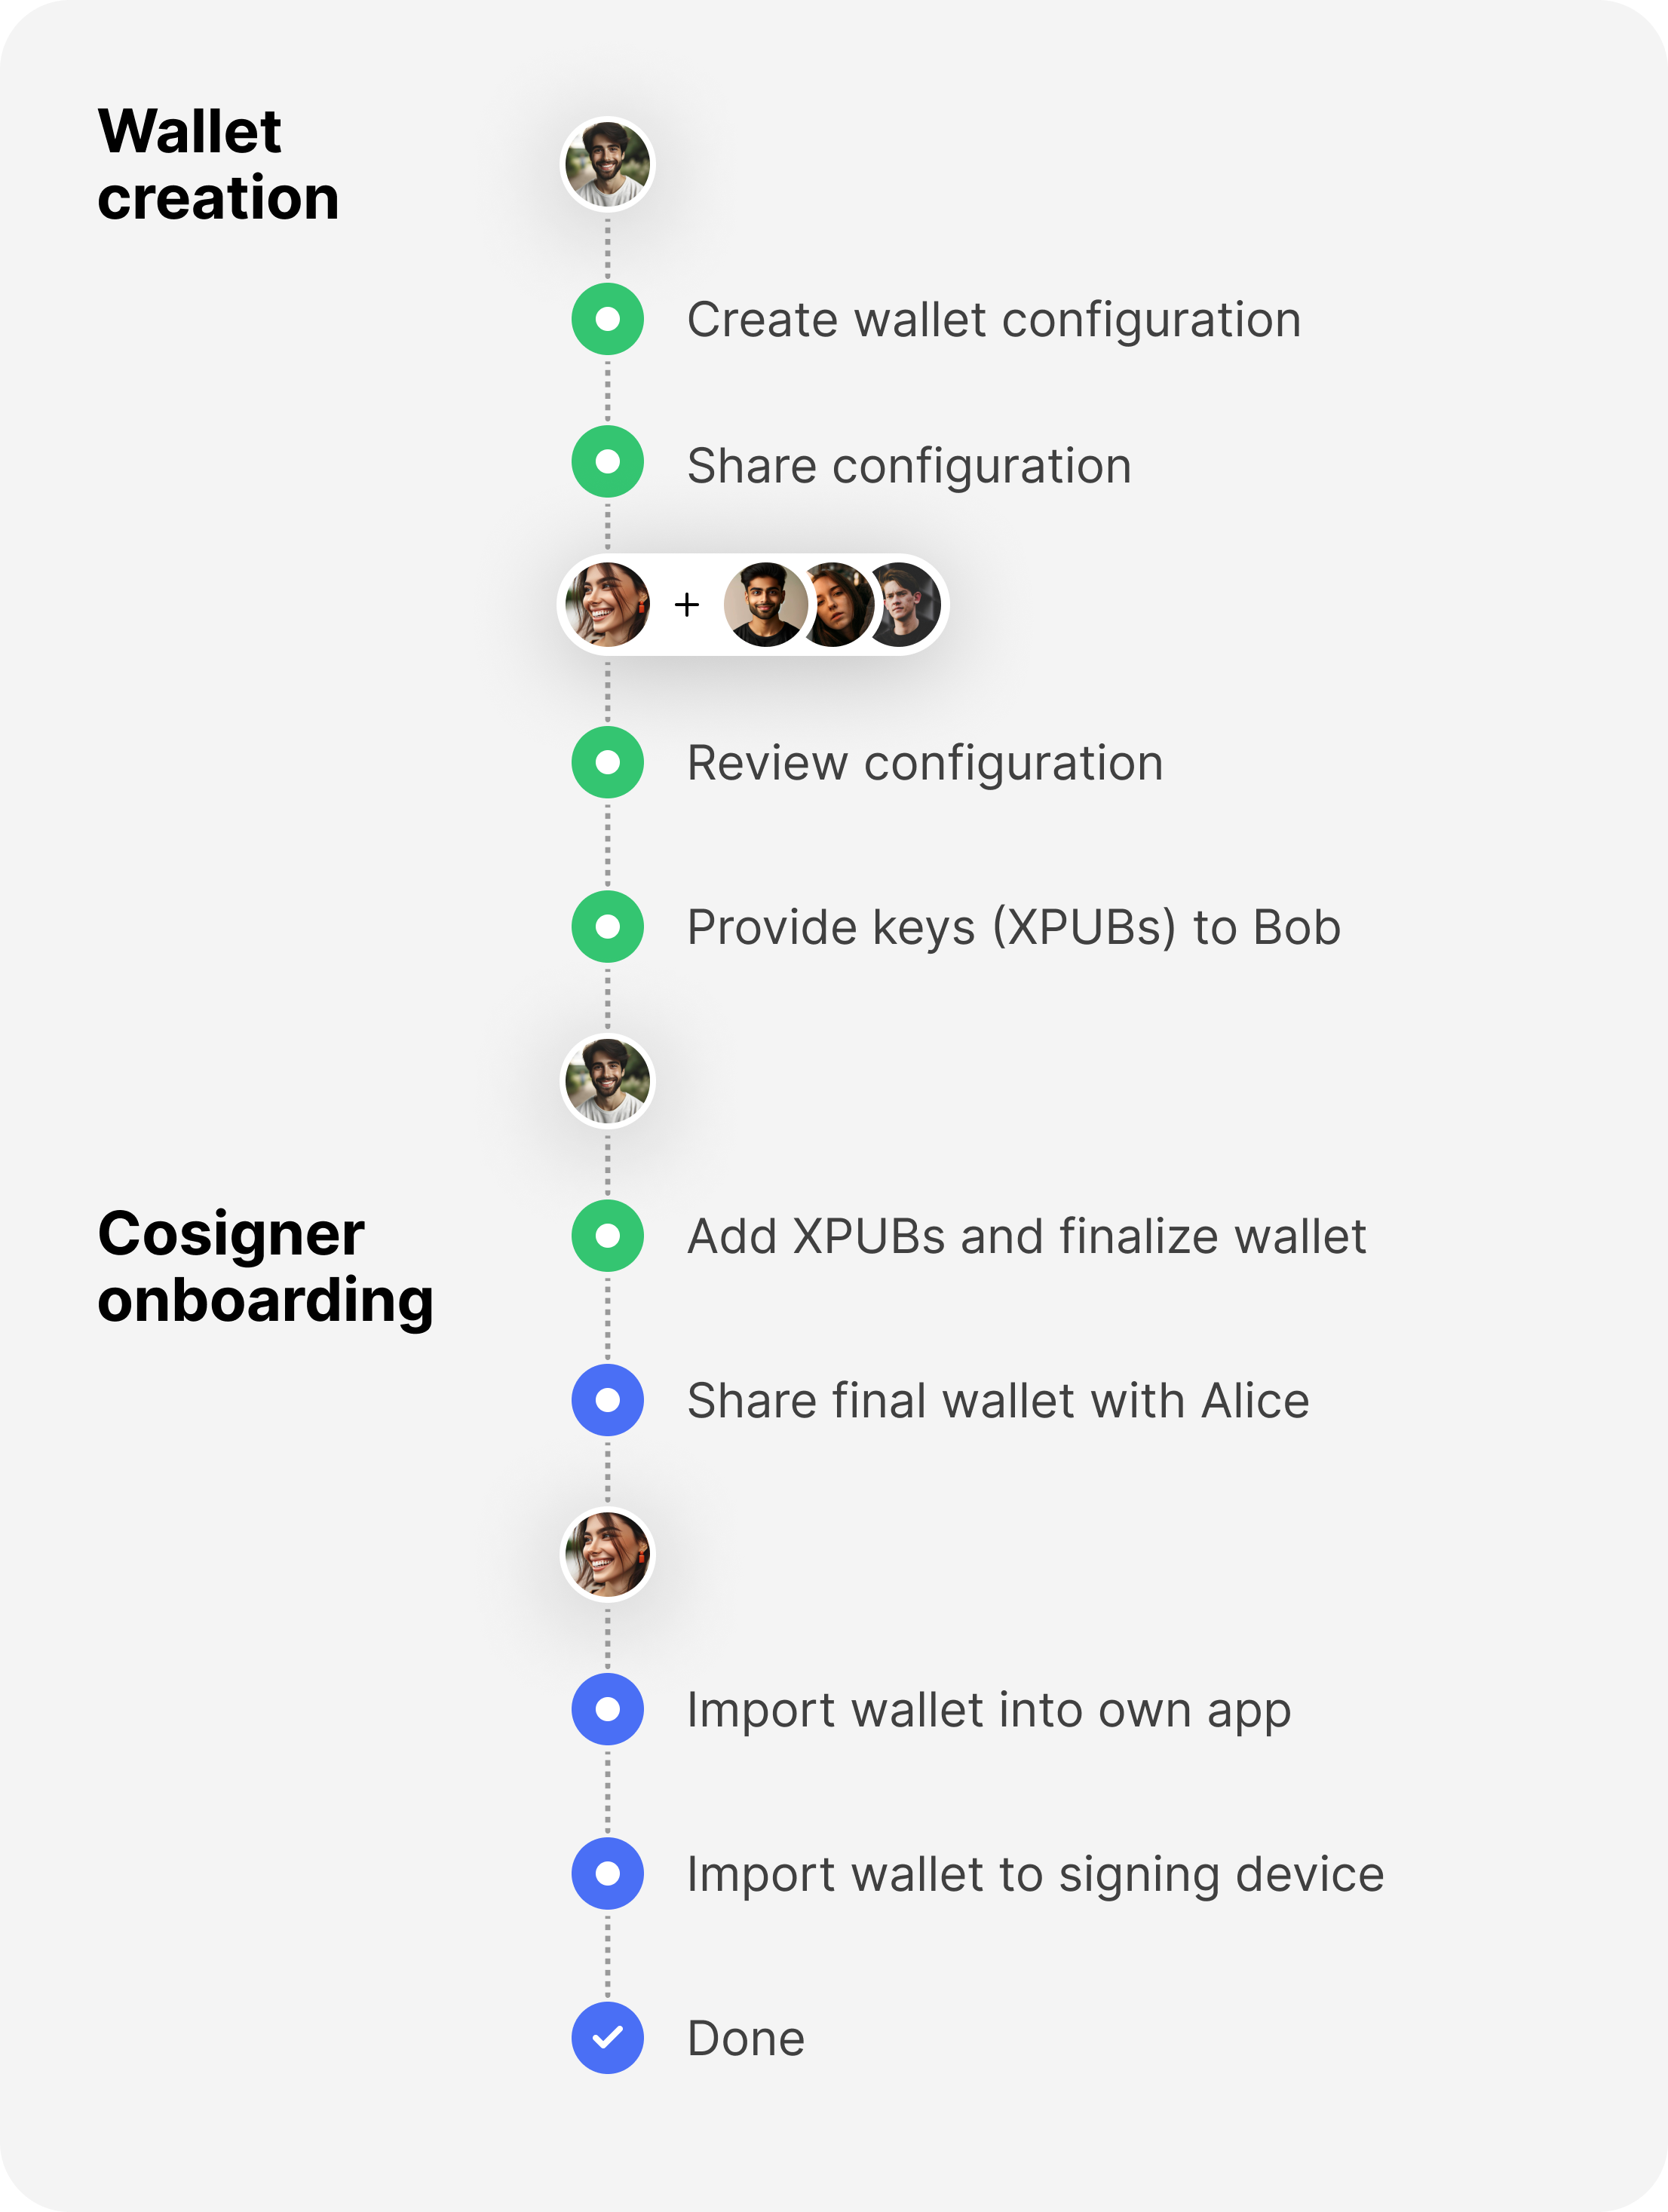 Wallet
creation
Create wallet configuration
Share configuration
+
Review configuration
Provide keys (XPUBs) to Bob
Cosigner
onboarding
Add XPUBs and finalize wallet
Share final wallet with Alice
Import wallet into own app
Import wallet to signing device
Done